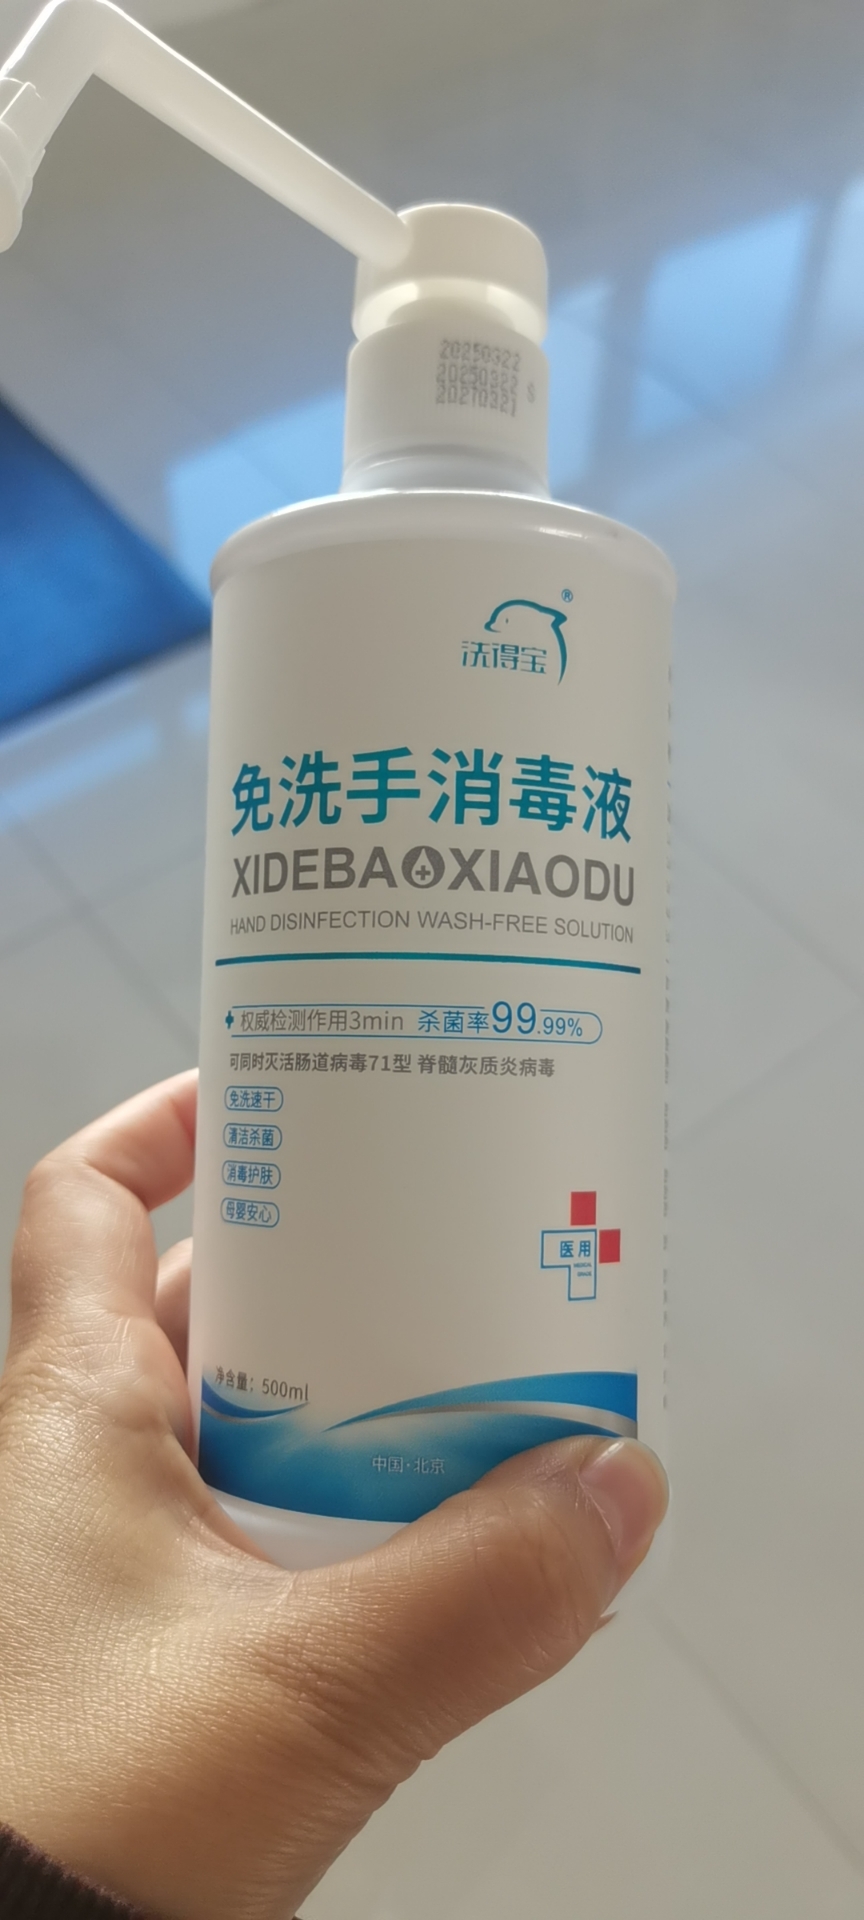 20250322
20250322 S
20270321
®
洗得宝
免洗手消毒液
XIDEBAOXIAODU
HAND DISINFECTION WASH-FREE SOLUTION
权威检测作用3min 杀菌率99.99%
可同时灭活肠道病毒71型 脊髓灰质炎病毒
免洗速干
清洁杀菌
消毒护肤
母婴安心
医用
MEDICAL
GRADE
净含量：500ml
中国·北京